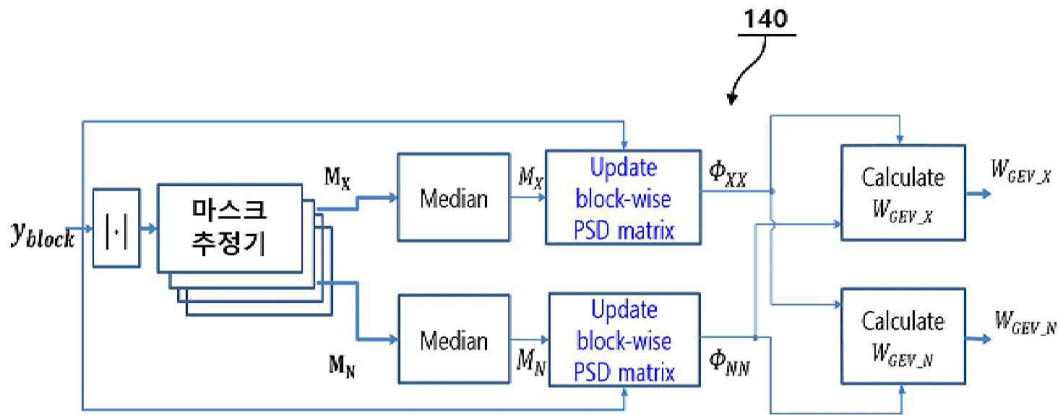 140
y_block
|·|
마스크
추정기
M_X
M_N
Median
M_X
Update
block-wise
PSD matrix
Φ_XX
Calculate
W_GEV_X
W_GEV_X
Median
M_N
Update
block-wise
PSD matrix
Φ_NN
Calculate
W_GEV_N
W_GEV_N